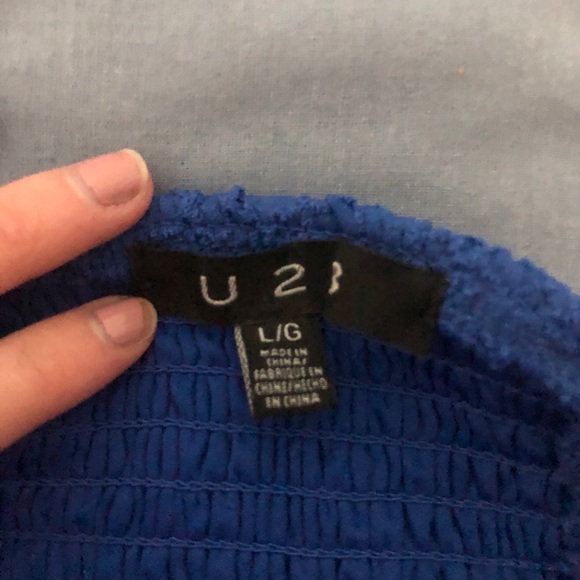 U 2 B
L/G
MADE IN
CHINA/
FABRIQUE EN
CHINE/HECHO
EN CHINA